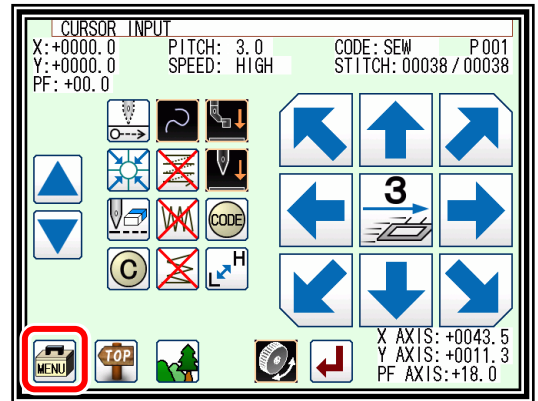 CURSOR INPUT
X:+0000.0 PITCH: 3.0 CODE:SEW P001
Y:+0000.0 SPEED: HIGH STITCH:00038/00038
PF:+00.0
3
CODE
C
L H
MENU
TOP
X AXIS:+0043.5
Y AXIS:+0011.3
PF AXIS:+18.0